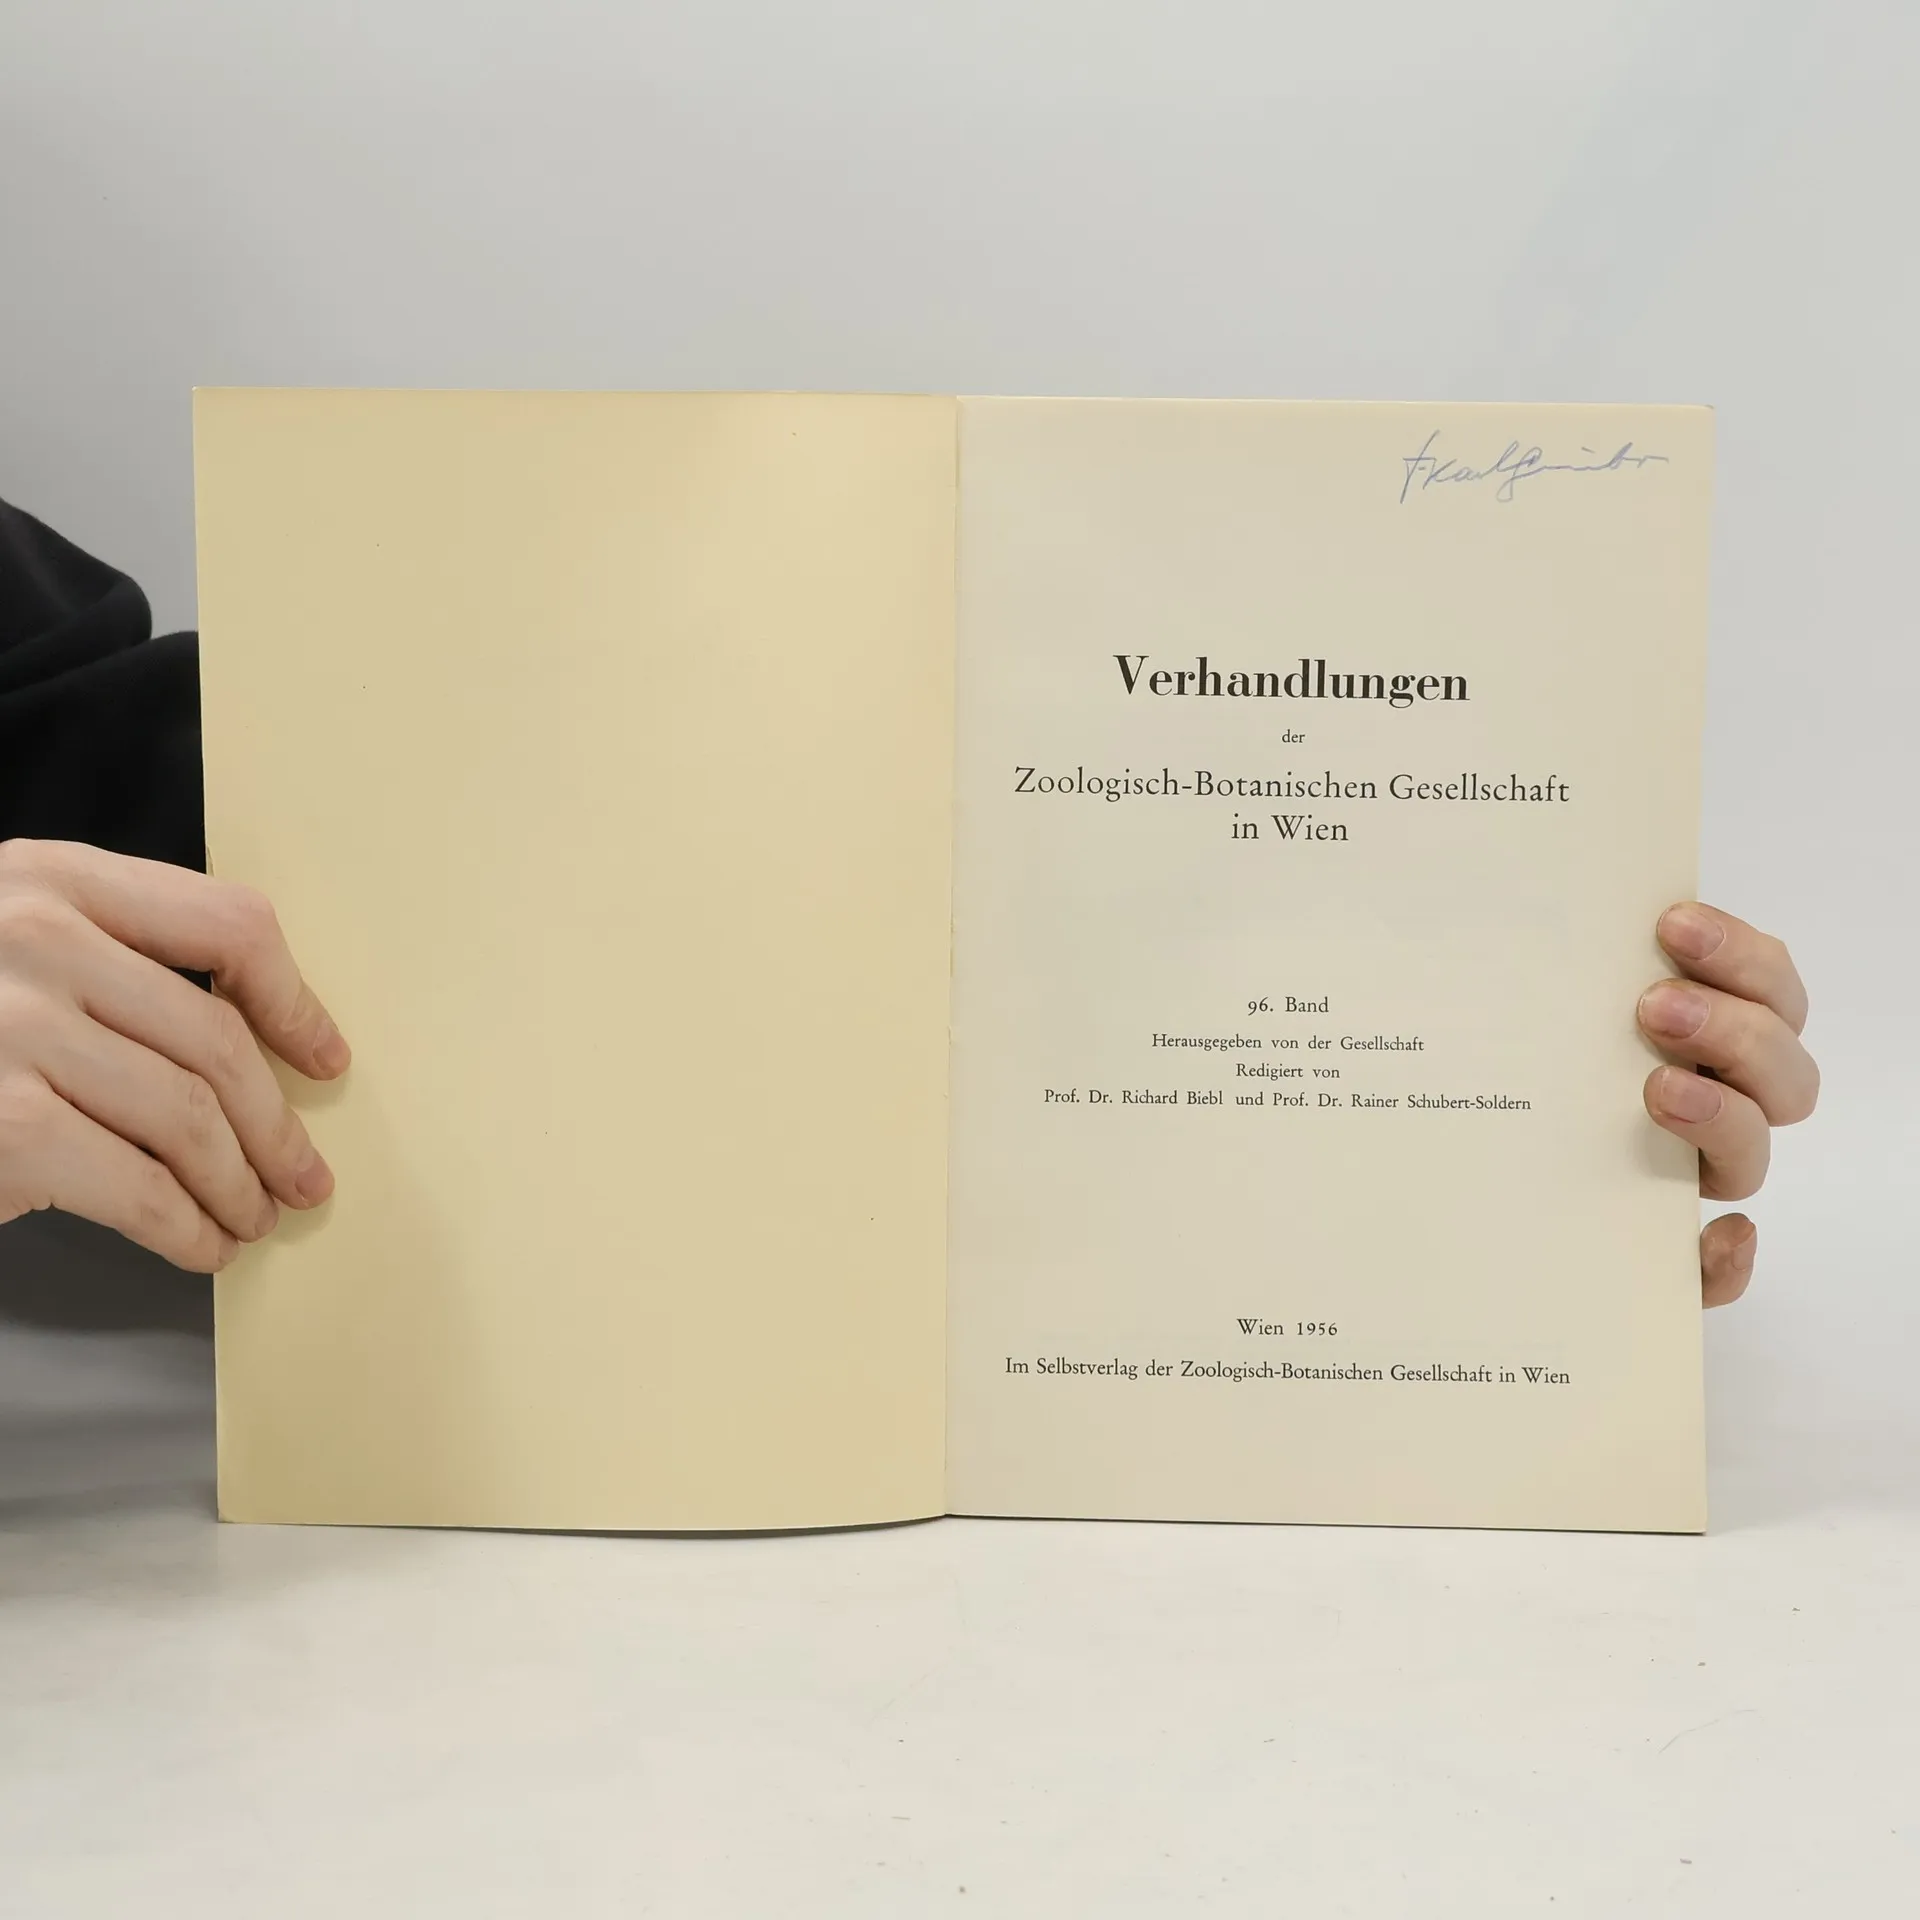 Verhandlungen
der
Zoologisch-Botanischen Gesellschaft
in Wien
96. Band
Herausgegeben von der Gesellschaft
Redigiert von
Prof. Dr. Richard Biebl und Prof. Dr. Rainer Schubert-Soldern
Wien 1956
Im Selbstverlag der Zoologisch-Botanischen Gesellschaft in Wien